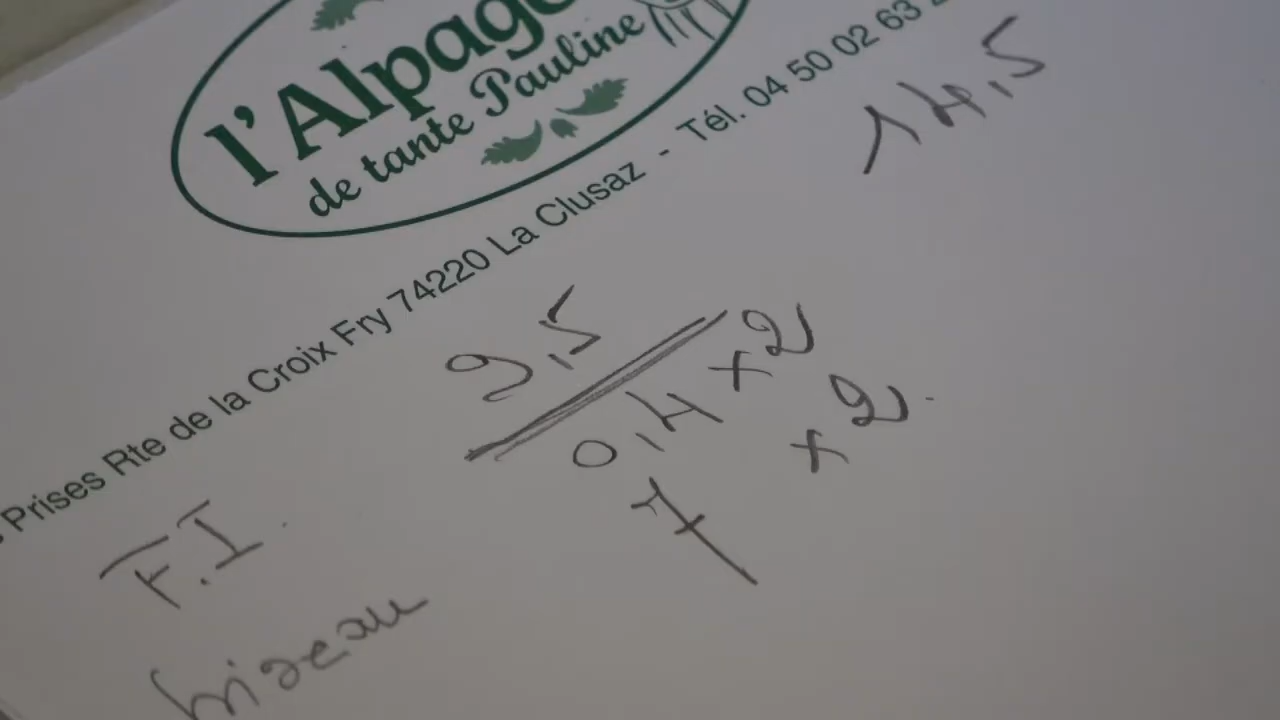 l'Alpage
de tante Pauline
Prises Rte de la Croix Fry 74220 La Clusaz - Tél. 04 50 02 63
14,5
9,5
0,4 x 2
7 x 2
F.I
biseau